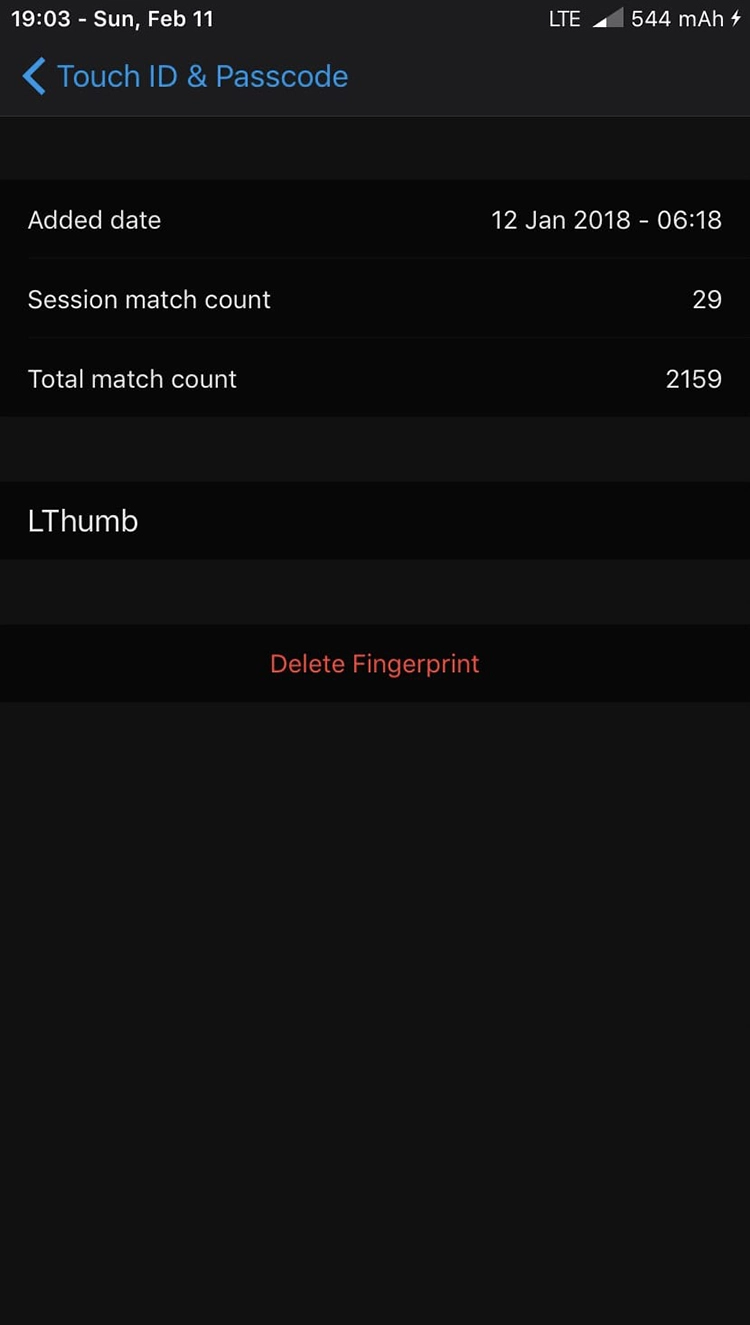 19:03 - Sun, Feb 11 LTE 544 mAh
Touch ID & Passcode
Added date 12 Jan 2018 - 06:18
Session match count 29
Total match count 2159
LThumb
Delete Fingerprint